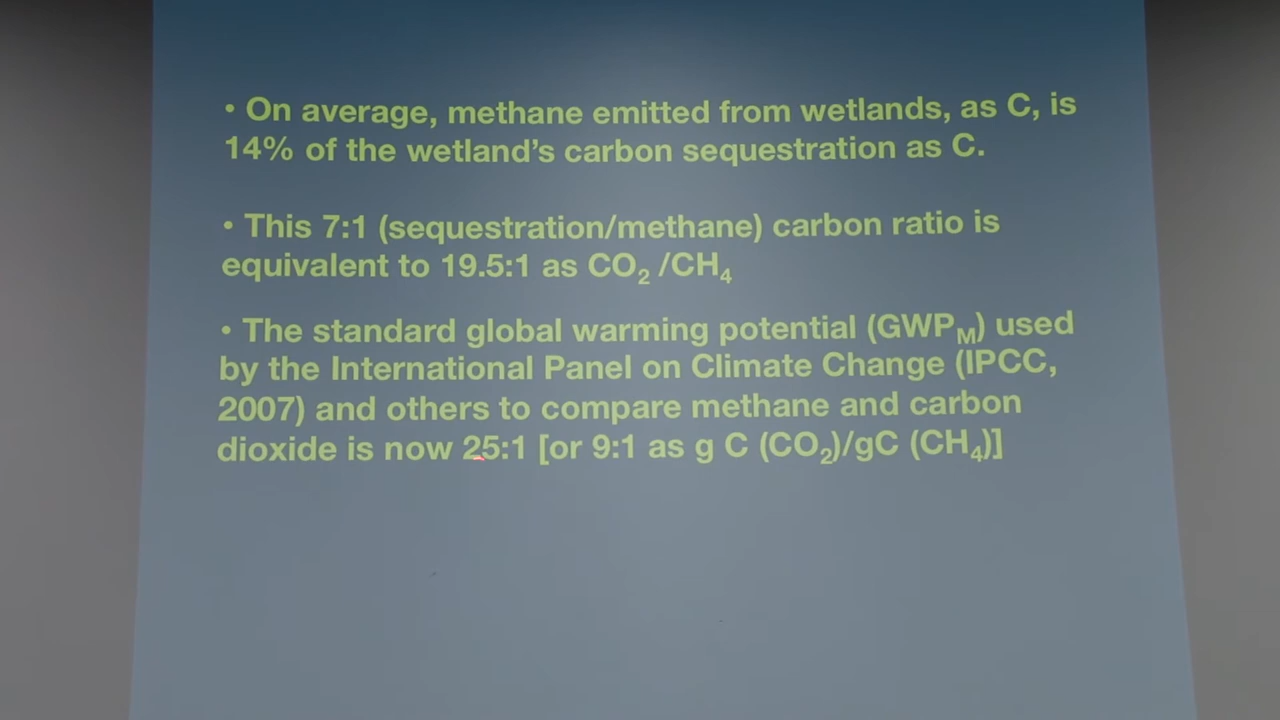 • On average, methane emitted from wetlands, as C, is
14% of the wetland’s carbon sequestration as C.
• This 7:1 (sequestration/methane) carbon ratio is
equivalent to 19.5:1 as CO₂ /CH₄
• The standard global warming potential (GWP_M) used
by the International Panel on Climate Change (IPCC,
2007) and others to compare methane and carbon
dioxide is now 25:1 [or 9:1 as g C (CO₂)/gC (CH₄)]